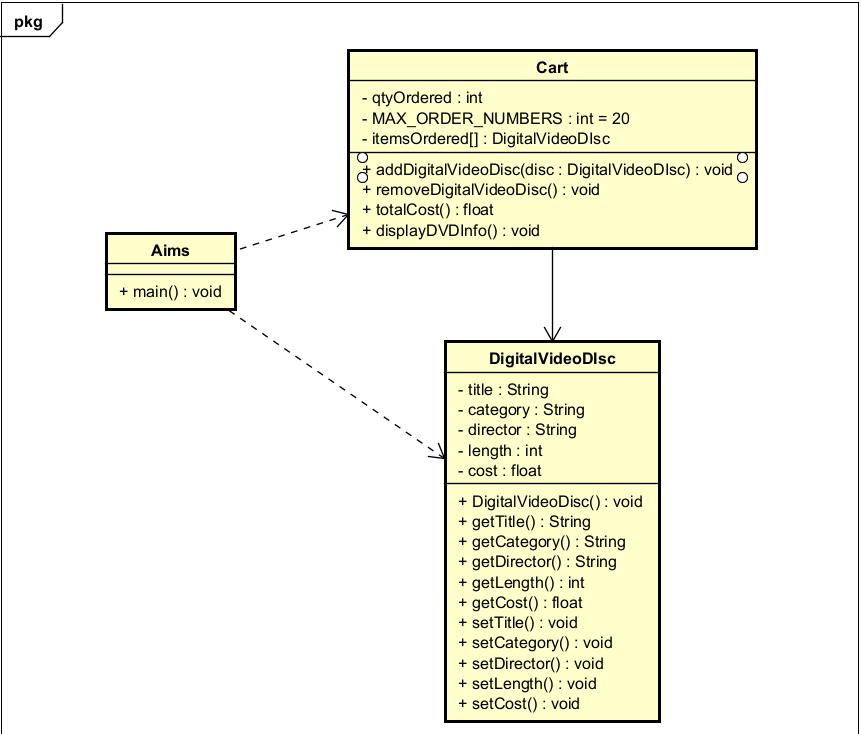 pkg
Cart
- qtyOrdered : int
- MAX_ORDER_NUMBERS : int = 20
- itemsOrdered[] : DigitalVideoDIsc
+ addDigitalVideoDisc(disc : DigitalVideoDIsc) : void
+ removeDigitalVideoDisc() : void
+ totalCost() : float
+ displayDVDInfo() : void
Aims
+ main() : void
DigitalVideoDIsc
- title : String
- category : String
- director : String
- length : int
- cost : float
+ DigitalVideoDisc() : void
+ getTitle() : String
+ getCategory() : String
+ getDirector() : String
+ getLength() : int
+ getCost() : float
+ setTitle() : void
+ setCategory() : void
+ setDirector() : void
+ setLength() : void
+ setCost() : void